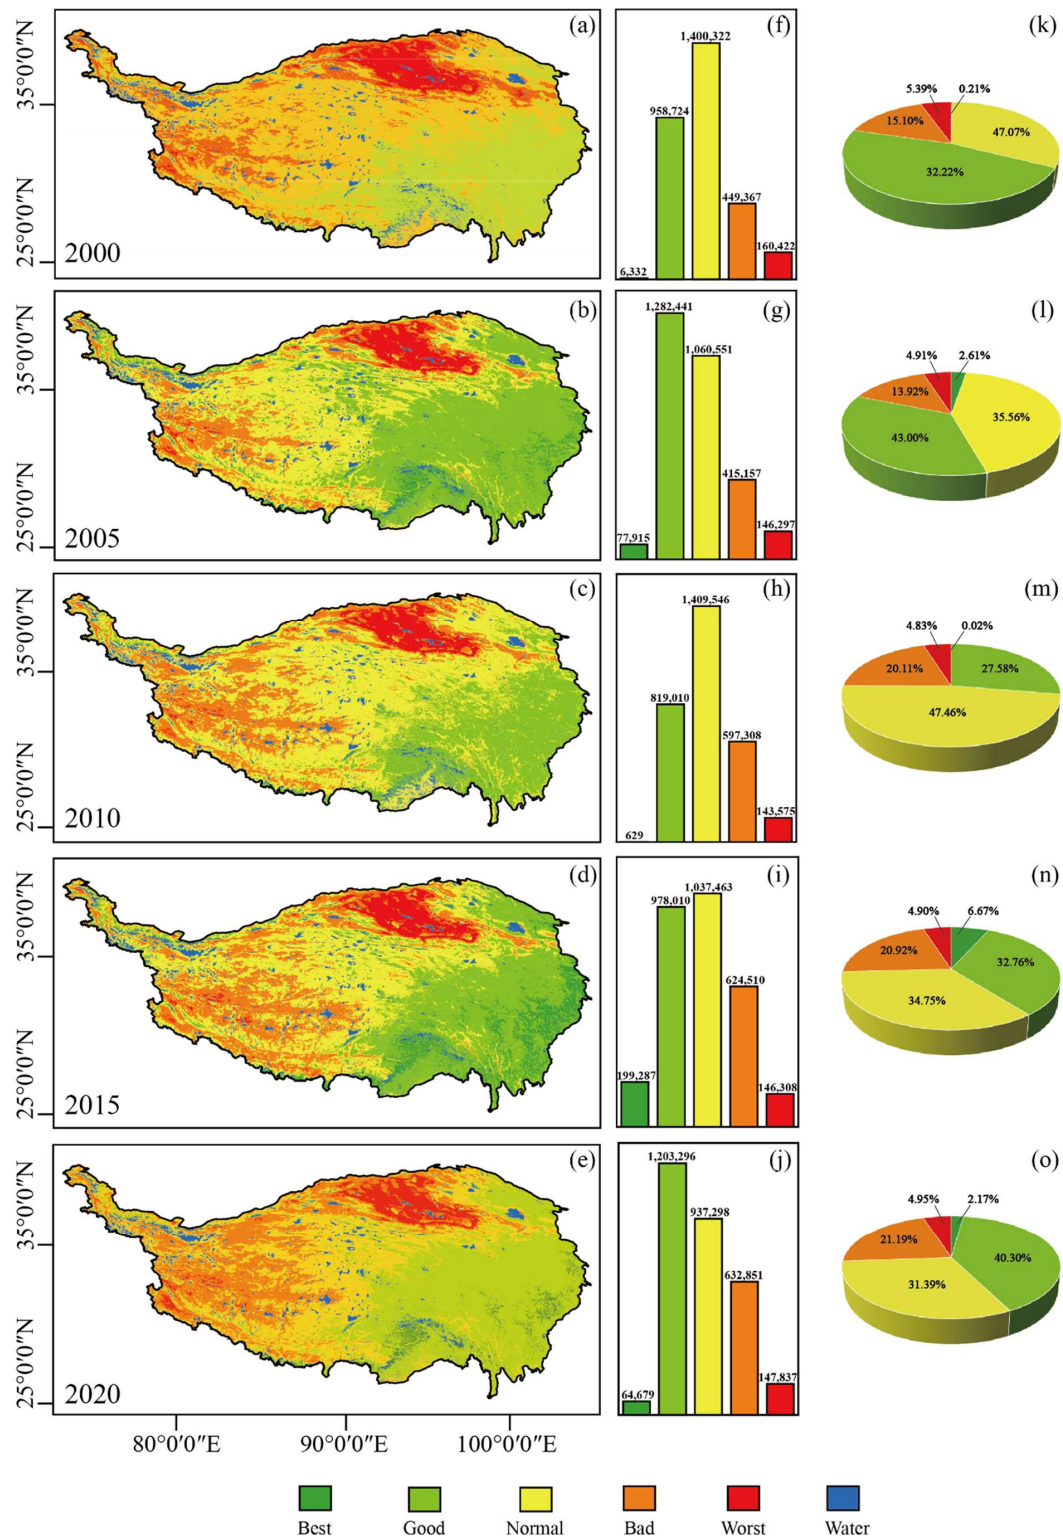 (a)
35°0′0″N
25°0′0″N
2000
(f)
6,332
958,724
1,400,322
449,367
160,422
(k)
5.39%
0.21%
15.10%
47.07%
32.22%
(b)
35°0′0″N
25°0′0″N
2005
(g)
77,915
1,282,441
1,060,551
415,157
146,297
(l)
4.91%
2.61%
13.92%
35.56%
43.00%
(c)
35°0′0″N
25°0′0″N
2010
(h)
629
819,010
1,409,546
597,308
143,575
(m)
4.83%
0.02%
20.11%
27.58%
47.46%
(d)
35°0′0″N
25°0′0″N
2015
(i)
199,287
978,010
1,037,463
624,510
146,308
(n)
4.90%
6.67%
20.92%
32.76%
34.75%
(e)
35°0′0″N
25°0′0″N
2020
(j)
64,679
1,203,296
937,298
632,851
147,837
(o)
4.95%
2.17%
21.19%
40.30%
31.39%
80°0′0″E 90°0′0″E 100°0′0″E
Best Good Normal Bad Worst Water